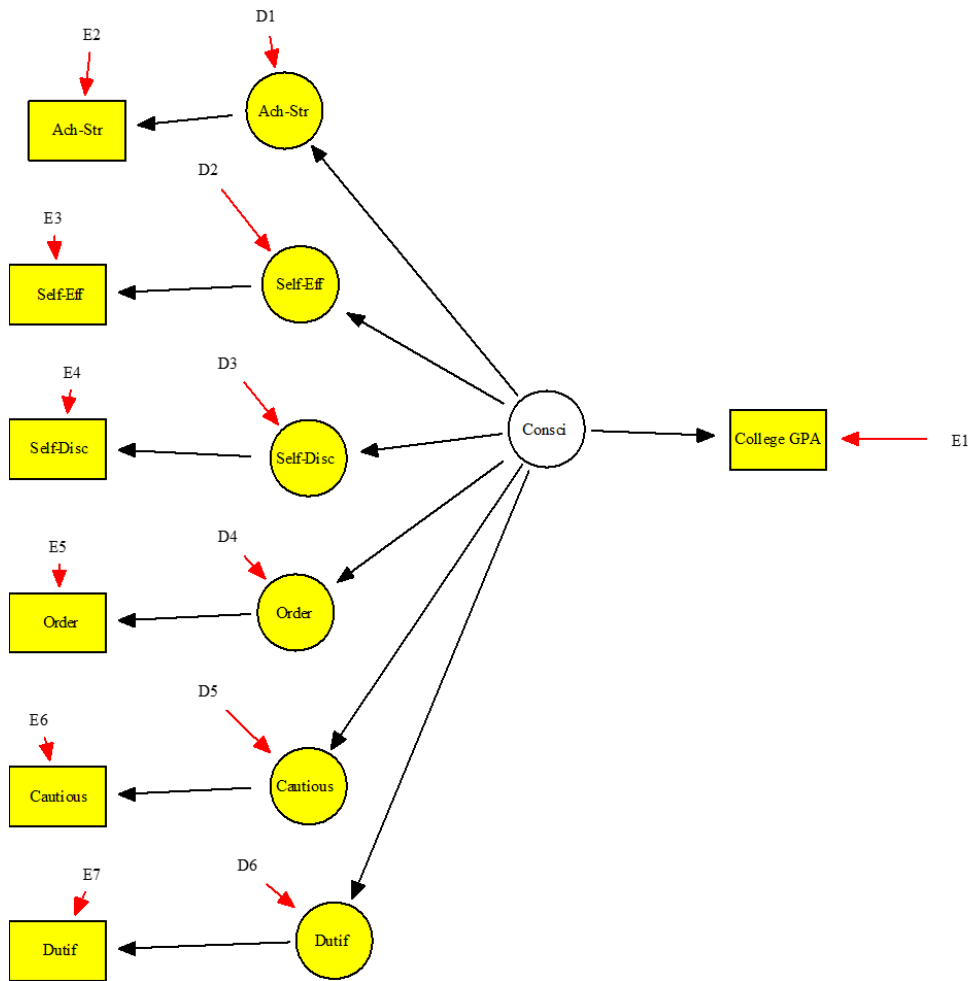 D1
E2
Ach-Str
Ach-Str
D2
E3
Self-Eff
Self-Eff
D3
E4
Consci
College GPA
E1
Self-Disc
Self-Disc
D4
E5
Order
Order
D5
E6
Cautious
Cautious
D6
E7
Dutif
Dutif